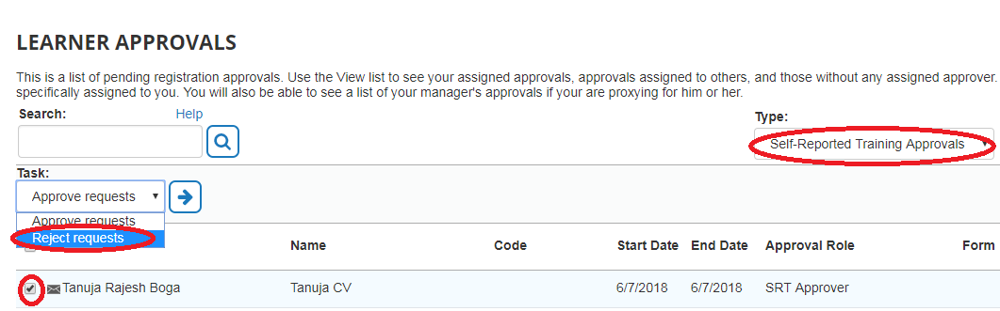 LEARNER APPROVALS
This is a list of pending registration approvals. Use the View list to see your assigned approvals, approvals assigned to others, and those without any assigned approver.
specifically assigned to you. You will also be able to see a list of your manager's approvals if your are proxying for him or her.
Search: Help
Type:
Self-Reported Training Approvals
Task:
Approve requests
Approve requests
Reject requests
Name Code Start Date End Date Approval Role Form
Tanuja Rajesh Boga Tanuja CV 6/7/2018 6/7/2018 SRT Approver